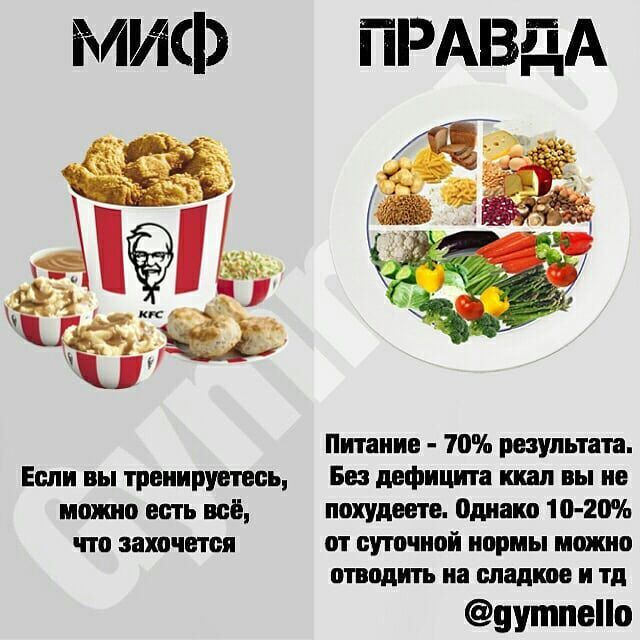 МИФ
ПРАВДА
KFC
Если вы тренируетесь,
можно есть всё,
что захочется
Питание - 70% результата.
Без дефицита ккал вы не
похудеете. Однако 10-20%
от суточной нормы можно
отводить на сладкое и тд
@gymnello
Gymnello